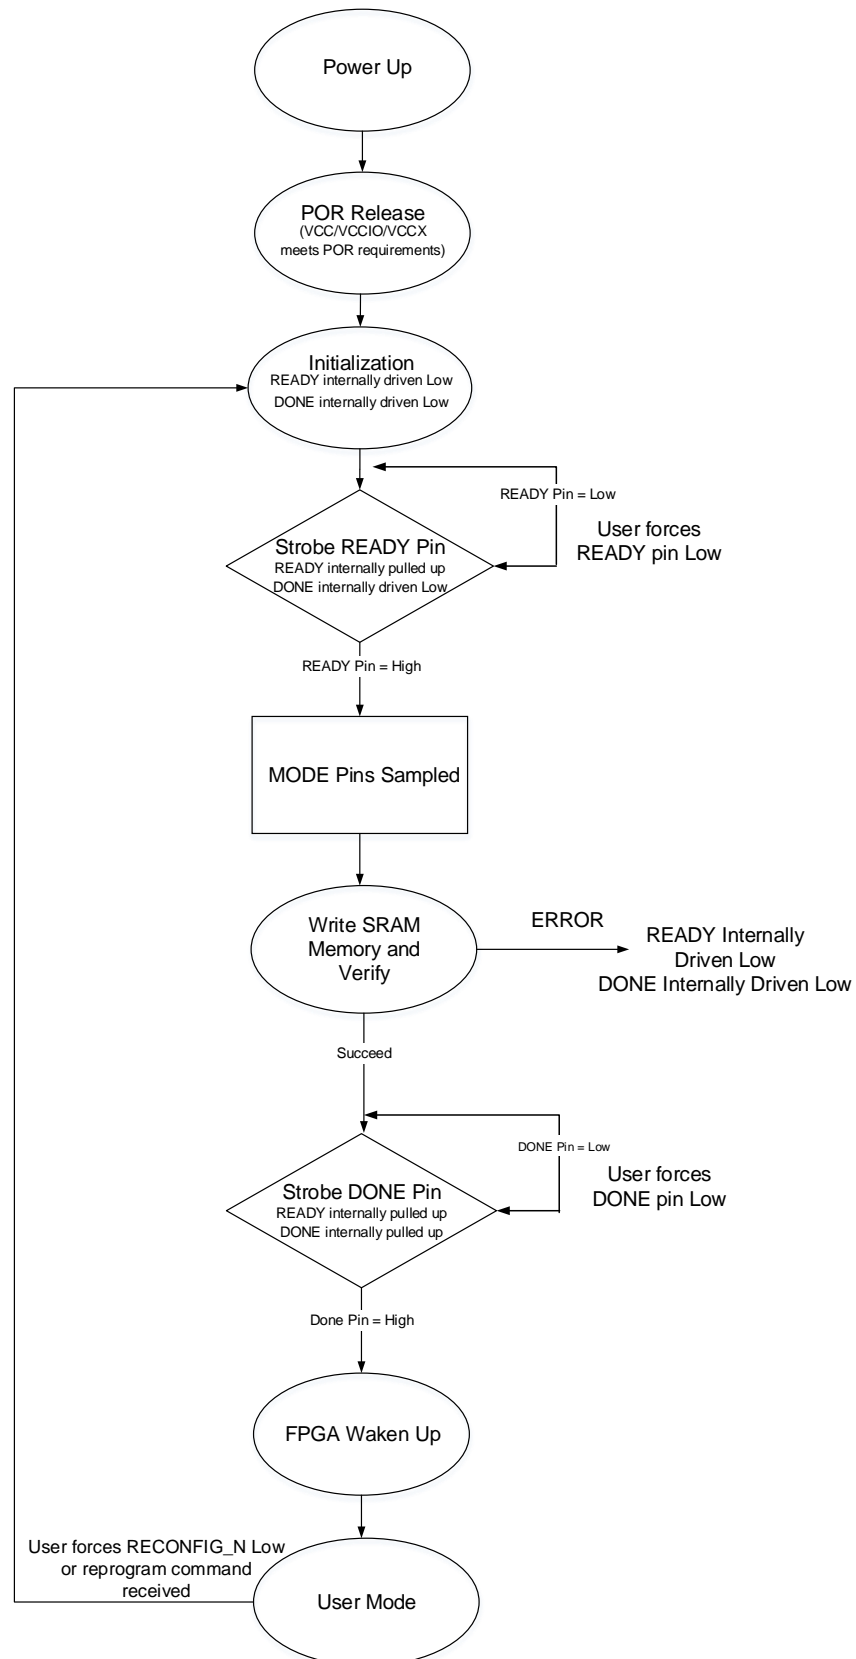 Power Up
POR Release
(VCC/VCCIO/VCCX
meets POR requirements)
Initialization
READY internally driven Low
DONE internally driven Low
READY Pin = Low
User forces
READY pin Low
Strobe READY Pin
READY internally pulled up
DONE internally driven Low
READY Pin = High
MODE Pins Sampled
Write SRAM
Memory and
Verify
ERROR
READY Internally
Driven Low
DONE Internally Driven Low
Succeed
DONE Pin = Low
User forces
DONE pin Low
Strobe DONE Pin
READY internally pulled up
DONE internally pulled up
Done Pin = High
FPGA Waken Up
User forces RECONFIG_N Low
or reprogram command
received
User Mode